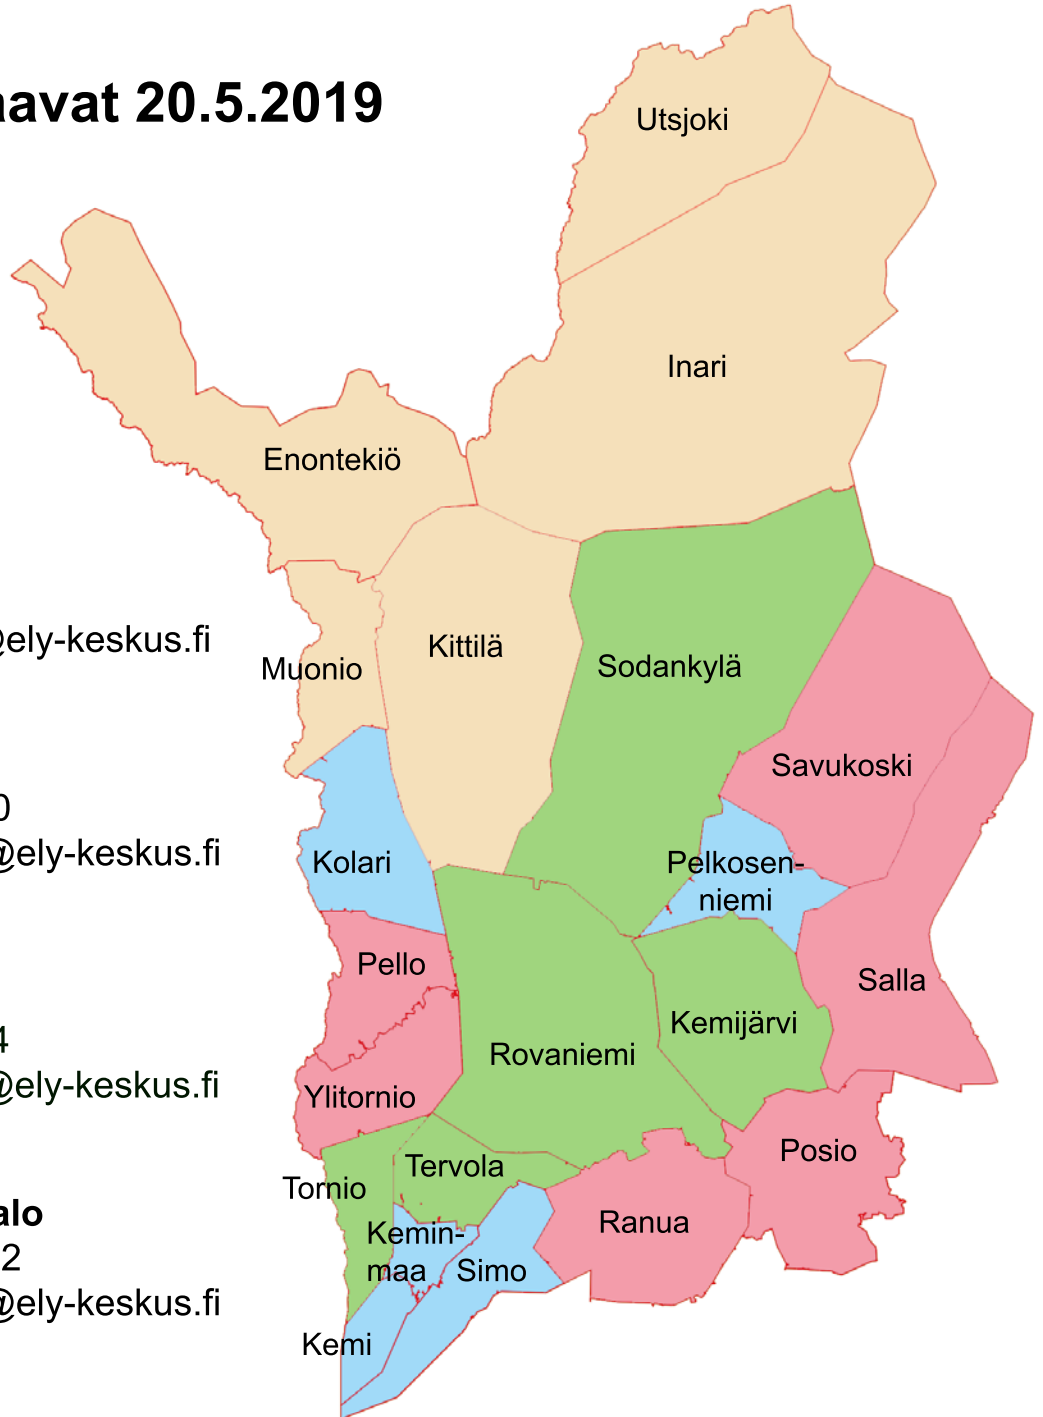 aavat 20.5.2019
Utsjoki
Inari
Enontekiö
@ely-keskus.fi
Muonio
Kittilä
Sodankylä
Savukoski
0
@ely-keskus.fi
Kolari
Pelkosen-
niemi
Pello
Salla
Kemijärvi
4
Rovaniemi
@ely-keskus.fi
Ylitornio
Posio
Tervola
Tornio
alo
Ranua
2
Kemin-
maa
Simo
@ely-keskus.fi
Kemi